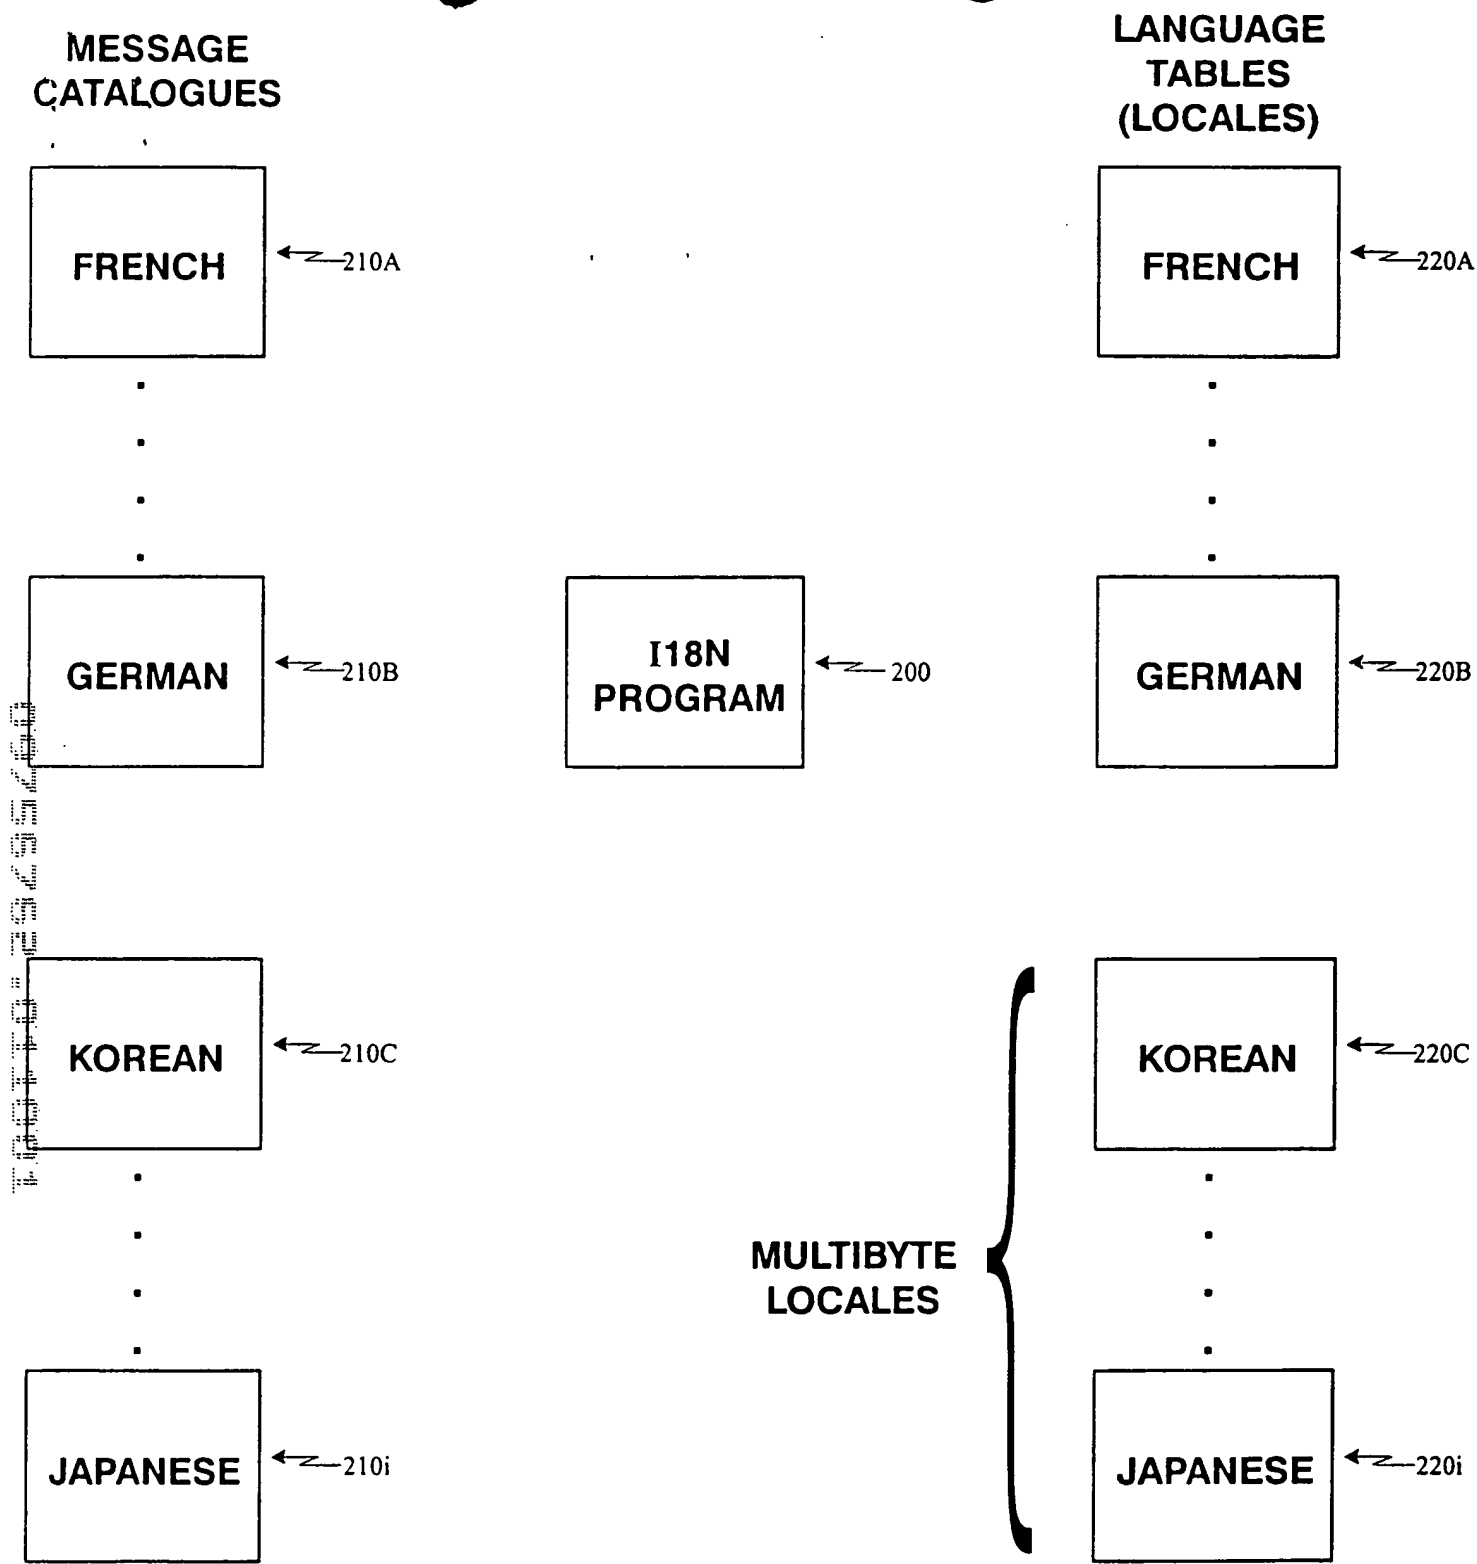 MESSAGE
CATALOGUES
LANGUAGE
TABLES
(LOCALES)
FRENCH
210A
FRENCH
220A
GERMAN
210B
I18N
PROGRAM
200
GERMAN
220B
KOREAN
210C
KOREAN
220C
MULTIBYTE
LOCALES
JAPANESE
210i
JAPANESE
220i